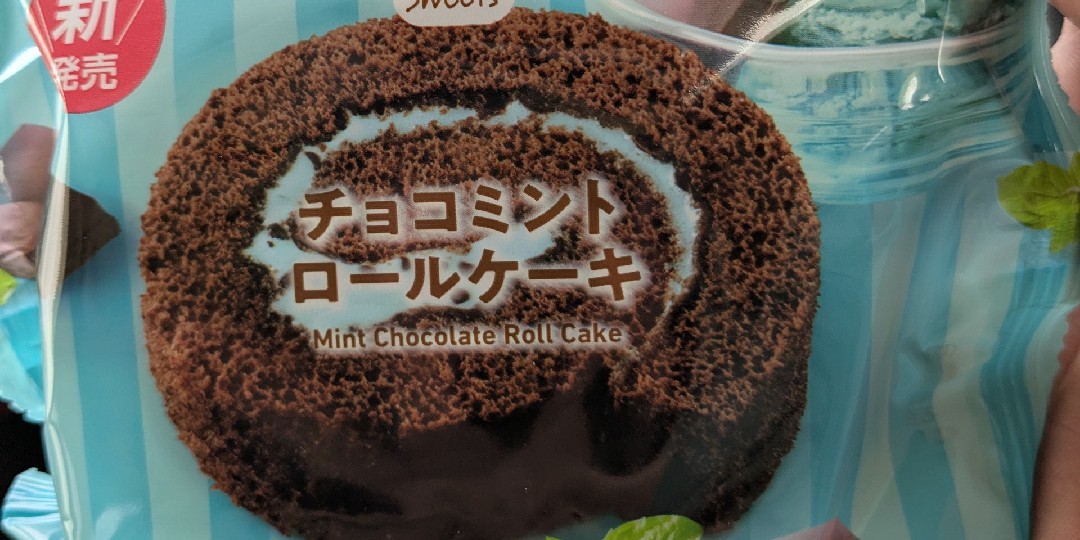 Sweets
新
発売
チョコミント
ロールケーキ
Mint Chocolate Roll Cake